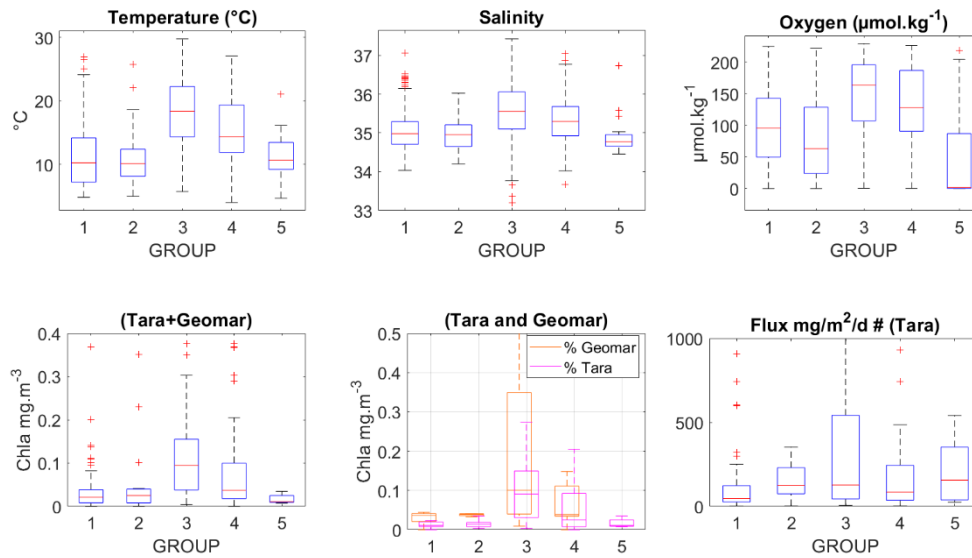 Temperature (°C)
30
20
10
°C
1 2 3 4 5
GROUP
Salinity
37
36
35
34
33
1 2 3 4 5
GROUP
Oxygen (µmol.kg-1)
200
150
100
50
0
µmol.kg-1
1 2 3 4 5
GROUP
(Tara+Geomar)
0.4
0.3
0.2
0.1
0
Chla mg.m-3
1 2 3 4 5
GROUP
(Tara and Geomar)
0.5
0.4
0.3
0.2
0.1
0
Chla mg.m-3
% Geomar
% Tara
1 2 3 4 5
GROUP
Flux mg/m2/d # (Tara)
1000
500
0
1 2 3 4 5
GROUP